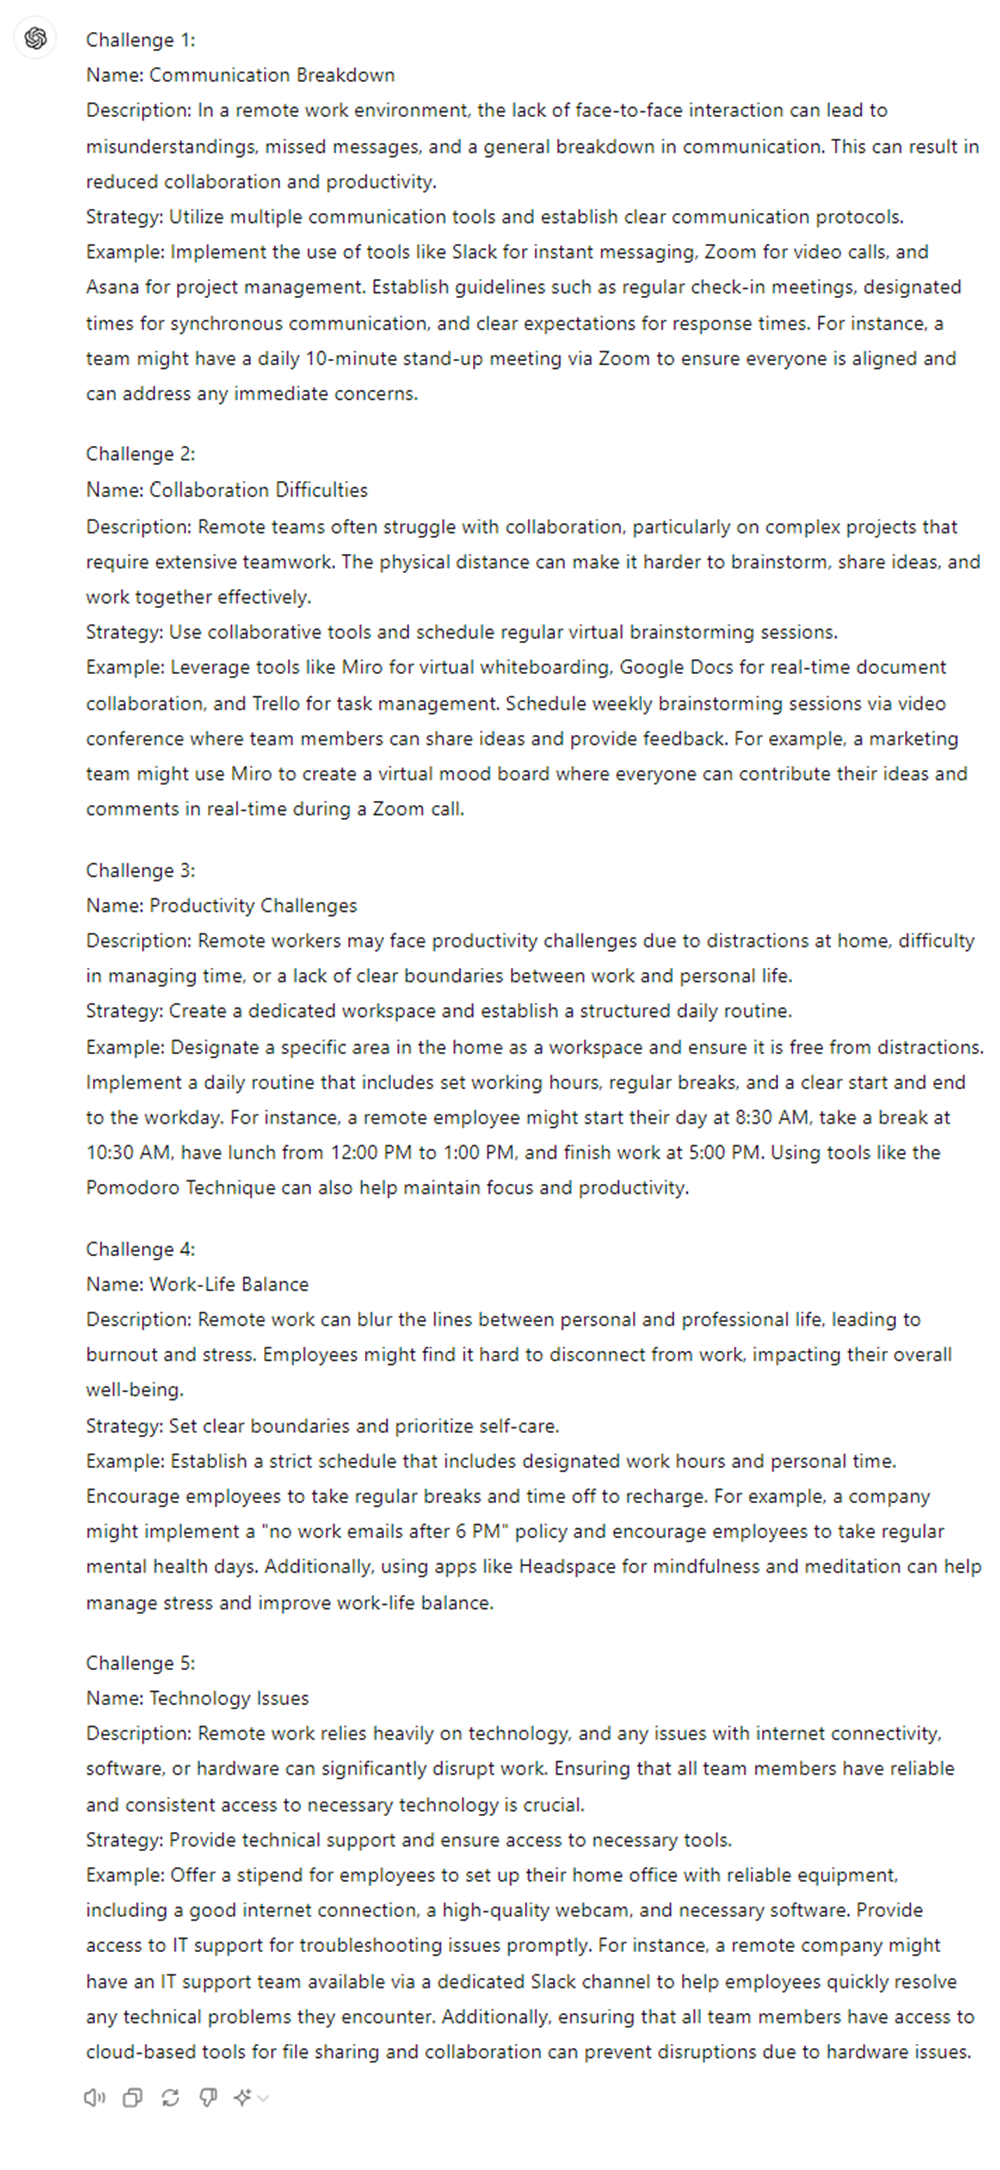 Challenge 1:
Name: Communication Breakdown
Description: In a remote work environment, the lack of face-to-face interaction can lead to
misunderstandings, missed messages, and a general breakdown in communication. This can result in
reduced collaboration and productivity.
Strategy: Utilize multiple communication tools and establish clear communication protocols.
Example: Implement the use of tools like Slack for instant messaging, Zoom for video calls, and
Asana for project management. Establish guidelines such as regular check-in meetings, designated
times for synchronous communication, and clear expectations for response times. For instance, a
team might have a daily 10-minute stand-up meeting via Zoom to ensure everyone is aligned and
can address any immediate concerns.
Challenge 2:
Name: Collaboration Difficulties
Description: Remote teams often struggle with collaboration, particularly on complex projects that
require extensive teamwork. The physical distance can make it harder to brainstorm, share ideas, and
work together effectively.
Strategy: Use collaborative tools and schedule regular virtual brainstorming sessions.
Example: Leverage tools like Miro for virtual whiteboarding, Google Docs for real-time document
collaboration, and Trello for task management. Schedule weekly brainstorming sessions via video
conference where team members can share ideas and provide feedback. For example, a marketing
team might use Miro to create a virtual mood board where everyone can contribute their ideas and
comments in real-time during a Zoom call.
Challenge 3:
Name: Productivity Challenges
Description: Remote workers may face productivity challenges due to distractions at home, difficulty
in managing time, or a lack of clear boundaries between work and personal life.
Strategy: Create a dedicated workspace and establish a structured daily routine.
Example: Designate a specific area in the home as a workspace and ensure it is free from distractions.
Implement a daily routine that includes set working hours, regular breaks, and a clear start and end
to the workday. For instance, a remote employee might start their day at 8:30 AM, take a break at
10:30 AM, have lunch from 12:00 PM to 1:00 PM, and finish work at 5:00 PM. Using tools like the
Pomodoro Technique can also help maintain focus and productivity.
Challenge 4:
Name: Work-Life Balance
Description: Remote work can blur the lines between personal and professional life, leading to
burnout and stress. Employees might find it hard to disconnect from work, impacting their overall
well-being.
Strategy: Set clear boundaries and prioritize self-care.
Example: Establish a strict schedule that includes designated work hours and personal time.
Encourage employees to take regular breaks and time off to recharge. For example, a company
might implement a "no work emails after 6 PM" policy and encourage employees to take regular
mental health days. Additionally, using apps like Headspace for mindfulness and meditation can help
manage stress and improve work-life balance.
Challenge 5:
Name: Technology Issues
Description: Remote work relies heavily on technology, and any issues with internet connectivity,
software, or hardware can significantly disrupt work. Ensuring that all team members have reliable
and consistent access to necessary technology is crucial.
Strategy: Provide technical support and ensure access to necessary tools.
Example: Offer a stipend for employees to set up their home office with reliable equipment,
including a good internet connection, a high-quality webcam, and necessary software. Provide
access to IT support for troubleshooting issues promptly. For instance, a remote company might
have an IT support team available via a dedicated Slack channel to help employees quickly resolve
any technical problems they encounter. Additionally, ensuring that all team members have access to
cloud-based tools for file sharing and collaboration can prevent disruptions due to hardware issues.